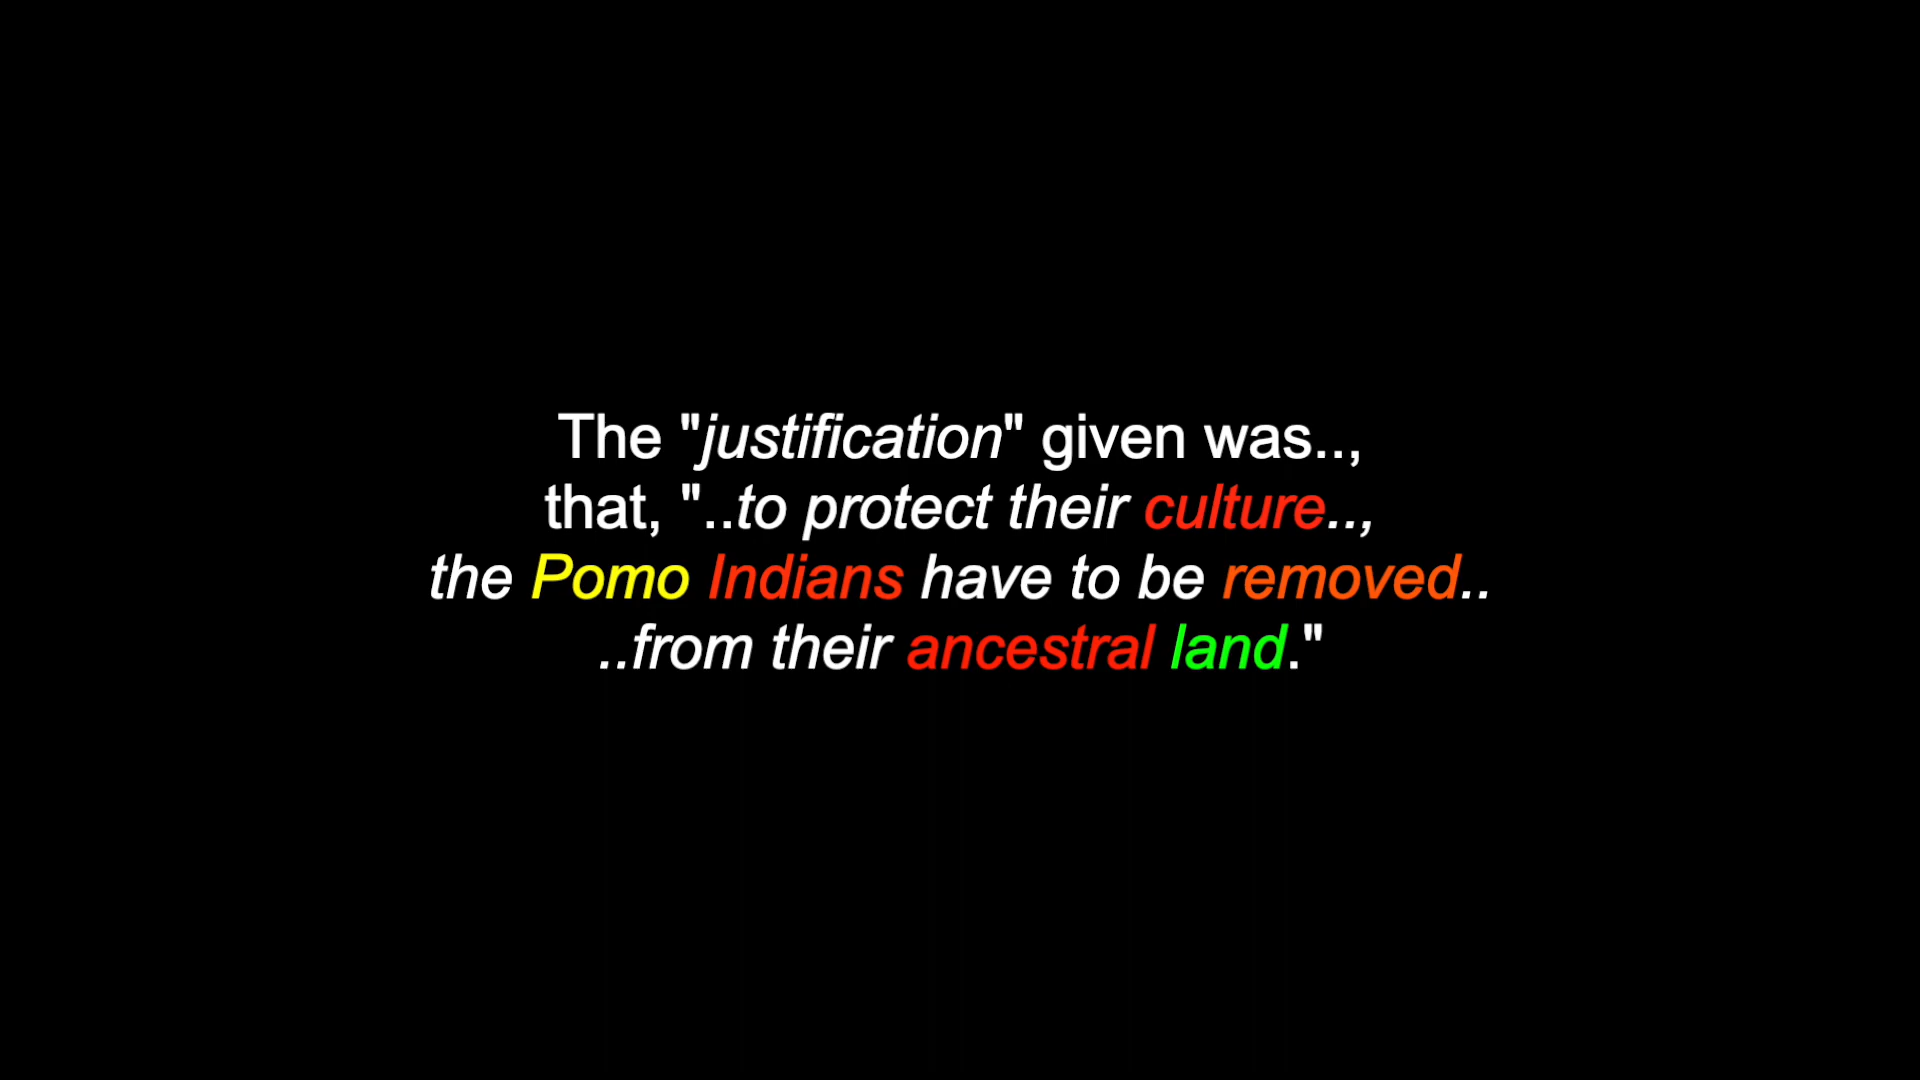 The "justification" given was..,
that, "..to protect their culture..,
the Pomo Indians have to be removed..
..from their ancestral land."